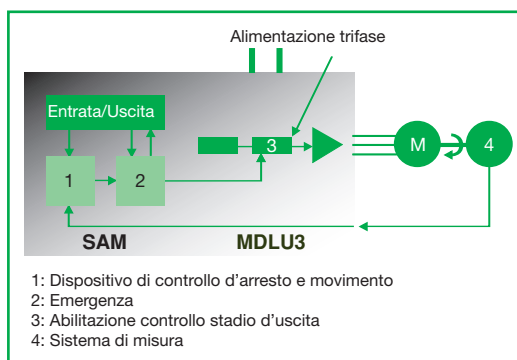 Alimentazione trifase
Entrata/Uscita
1
2
3
M
4
SAM
MDLU3
1: Dispositivo di controllo d'arresto e movimento
2: Emergenza
3: Abilitazione controllo stadio d'uscita
4: Sistema di misura